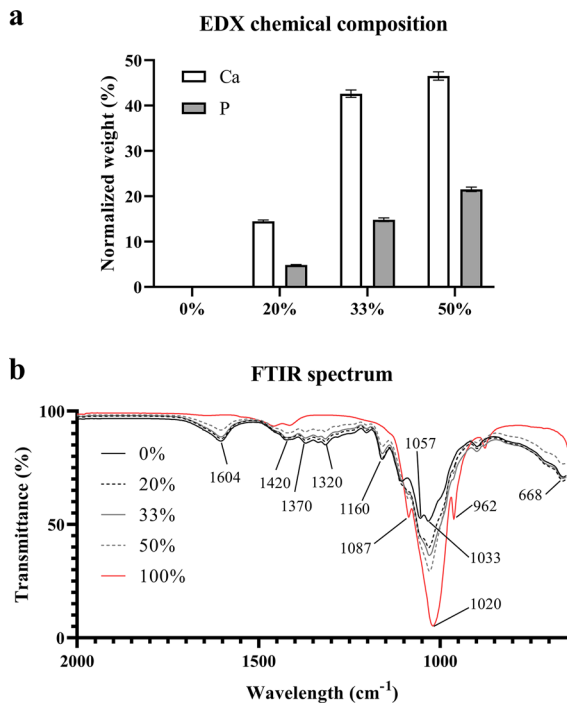 a
EDX chemical composition
Normalized weight (%)
50
40
30
20
10
0
Ca
P
0% 20% 33% 50%
b
FTIR spectrum
Transmittance (%)
100
50
0
0%
20%
33%
50%
100%
1604
1420
1370
1320
1160
1087
1057
1033
1020
962
668
2000 1500 1000
Wavelength (cm⁻¹)